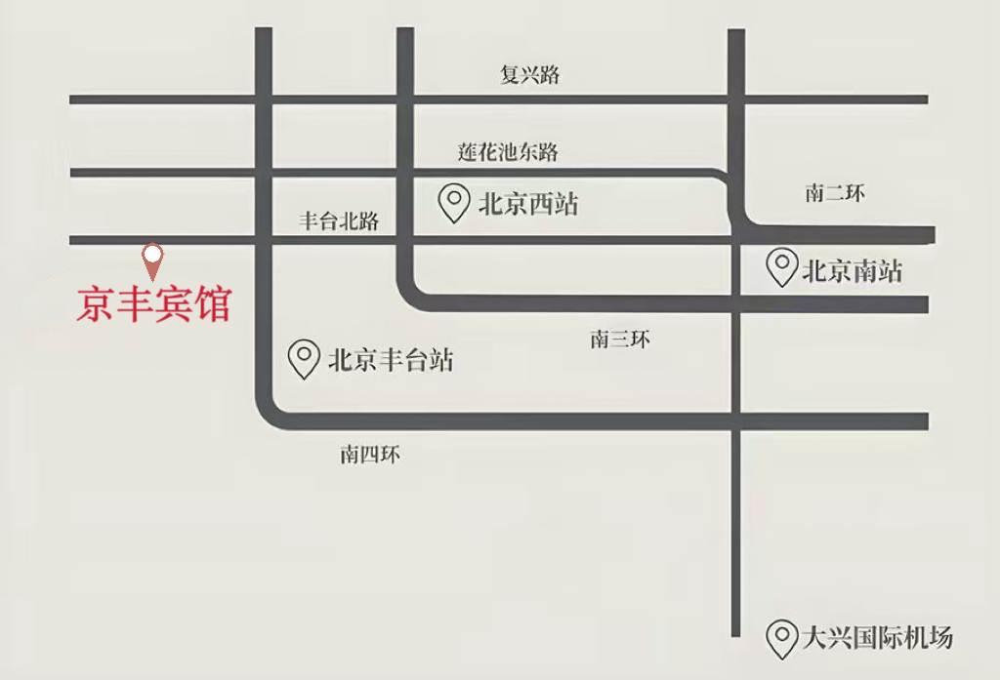 复兴路
莲花池东路
南二环
北京西站
丰台北路
北京南站
京丰宾馆
南三环
北京丰台站
南四环
大兴国际机场